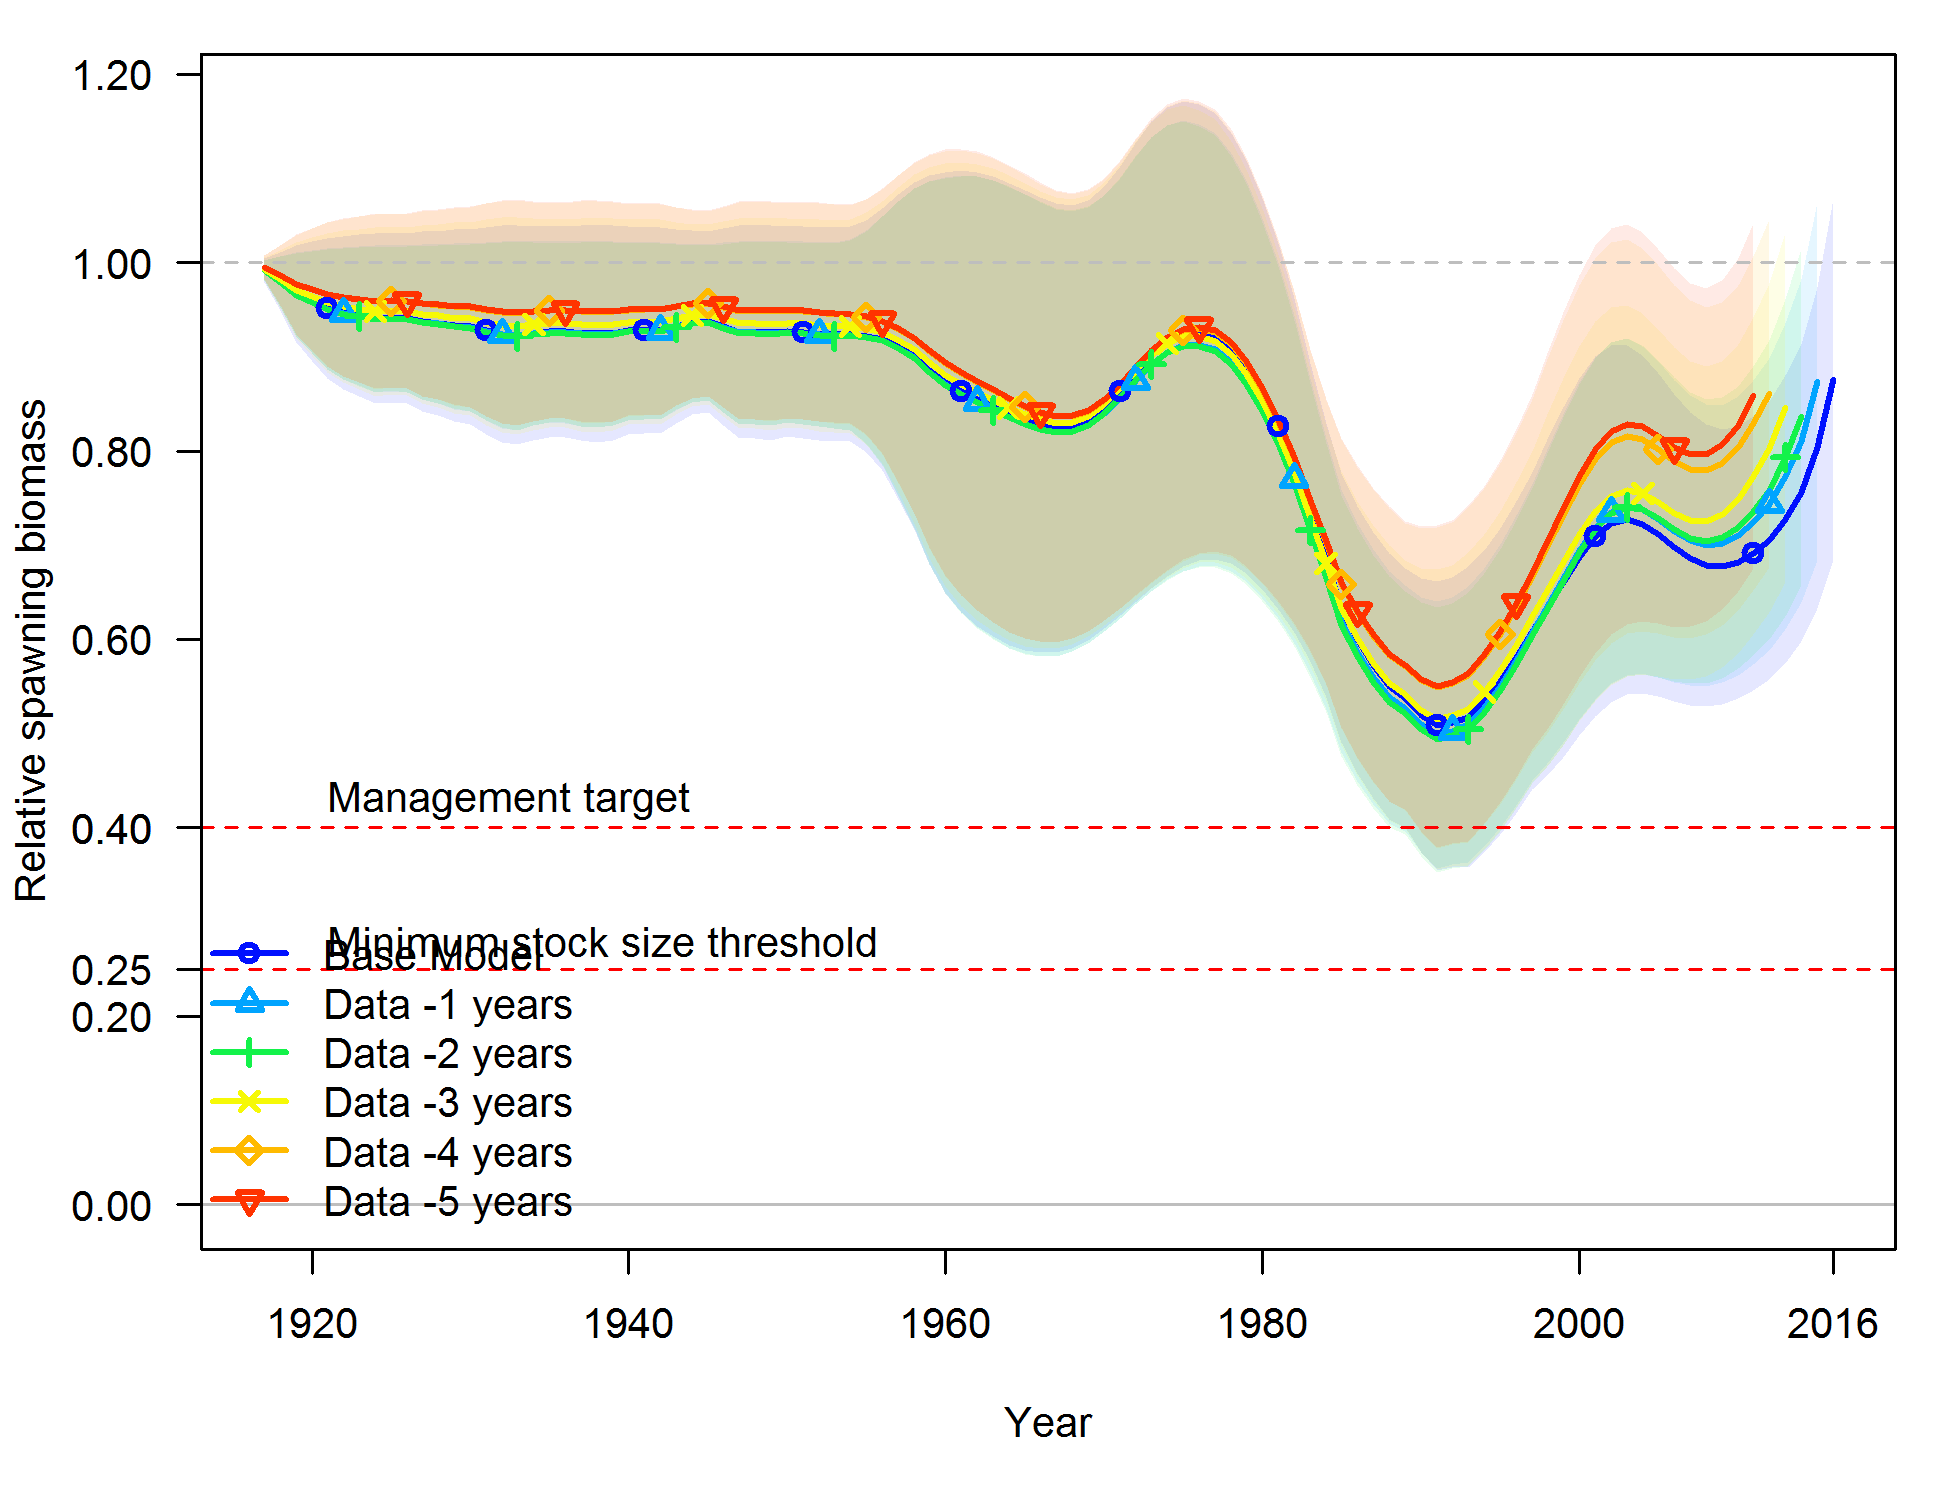 1.20
1.00
0.80
0.60
0.40
0.25
0.20
0.00
Relative spawning biomass
Management target
Minimum stock size threshold
Base Model
Data -1 years
Data -2 years
Data -3 years
Data -4 years
Data -5 years
1920 1940 1960 1980 2000 2016
Year